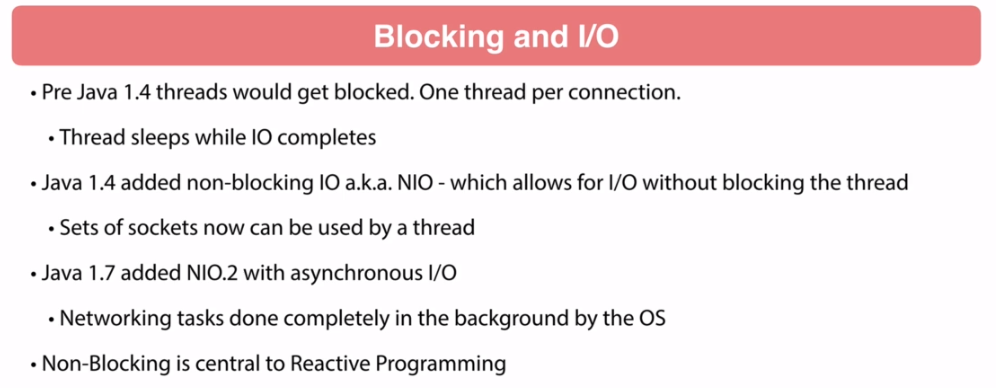 Blocking and I/O
• Pre Java 1.4 threads would get blocked. One thread per connection.
• Thread sleeps while IO completes
• Java 1.4 added non-blocking IO a.k.a. NIO - which allows for I/O without blocking the thread
• Sets of sockets now can be used by a thread
• Java 1.7 added NIO.2 with asynchronous I/O
• Networking tasks done completely in the background by the OS
• Non-Blocking is central to Reactive Programming